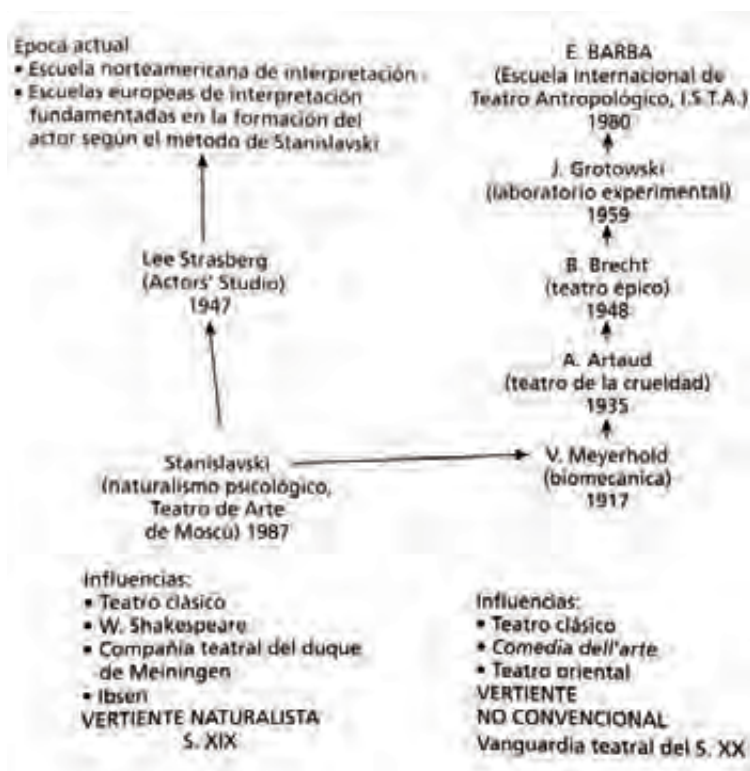 Epoca actual
• Escuela norteamericana de interpretación
• Escuelas europeas de interpretación
fundamentadas en la formación del
actor según el método de Stanislavski
Lee Strasberg
(Actors' Studio)
1947
Stanislavski
(naturalismo psicológico,
Teatro de Arte
de Moscú) 1987
Influencias:
• Teatro clásico
• W. Shakespeare
• Compañía teatral del duque
de Meiningen
• Ibsen
VERTIENTE NATURALISTA
S. XIX
E. BARBA
(Escuela Internacional de
Teatro Antropológico, I.S.T.A.)
1980
J. Grotowski
(laboratorio experimental)
1959
B. Brecht
(teatro épico)
1948
A. Artaud
(teatro de la crueldad)
1935
V. Meyerhold
(biomecánica)
1917
Influencias:
• Teatro clásico
• Comedia dell'arte
• Teatro oriental
VERTIENTE
NO CONVENCIONAL
Vanguardia teatral del S. XX